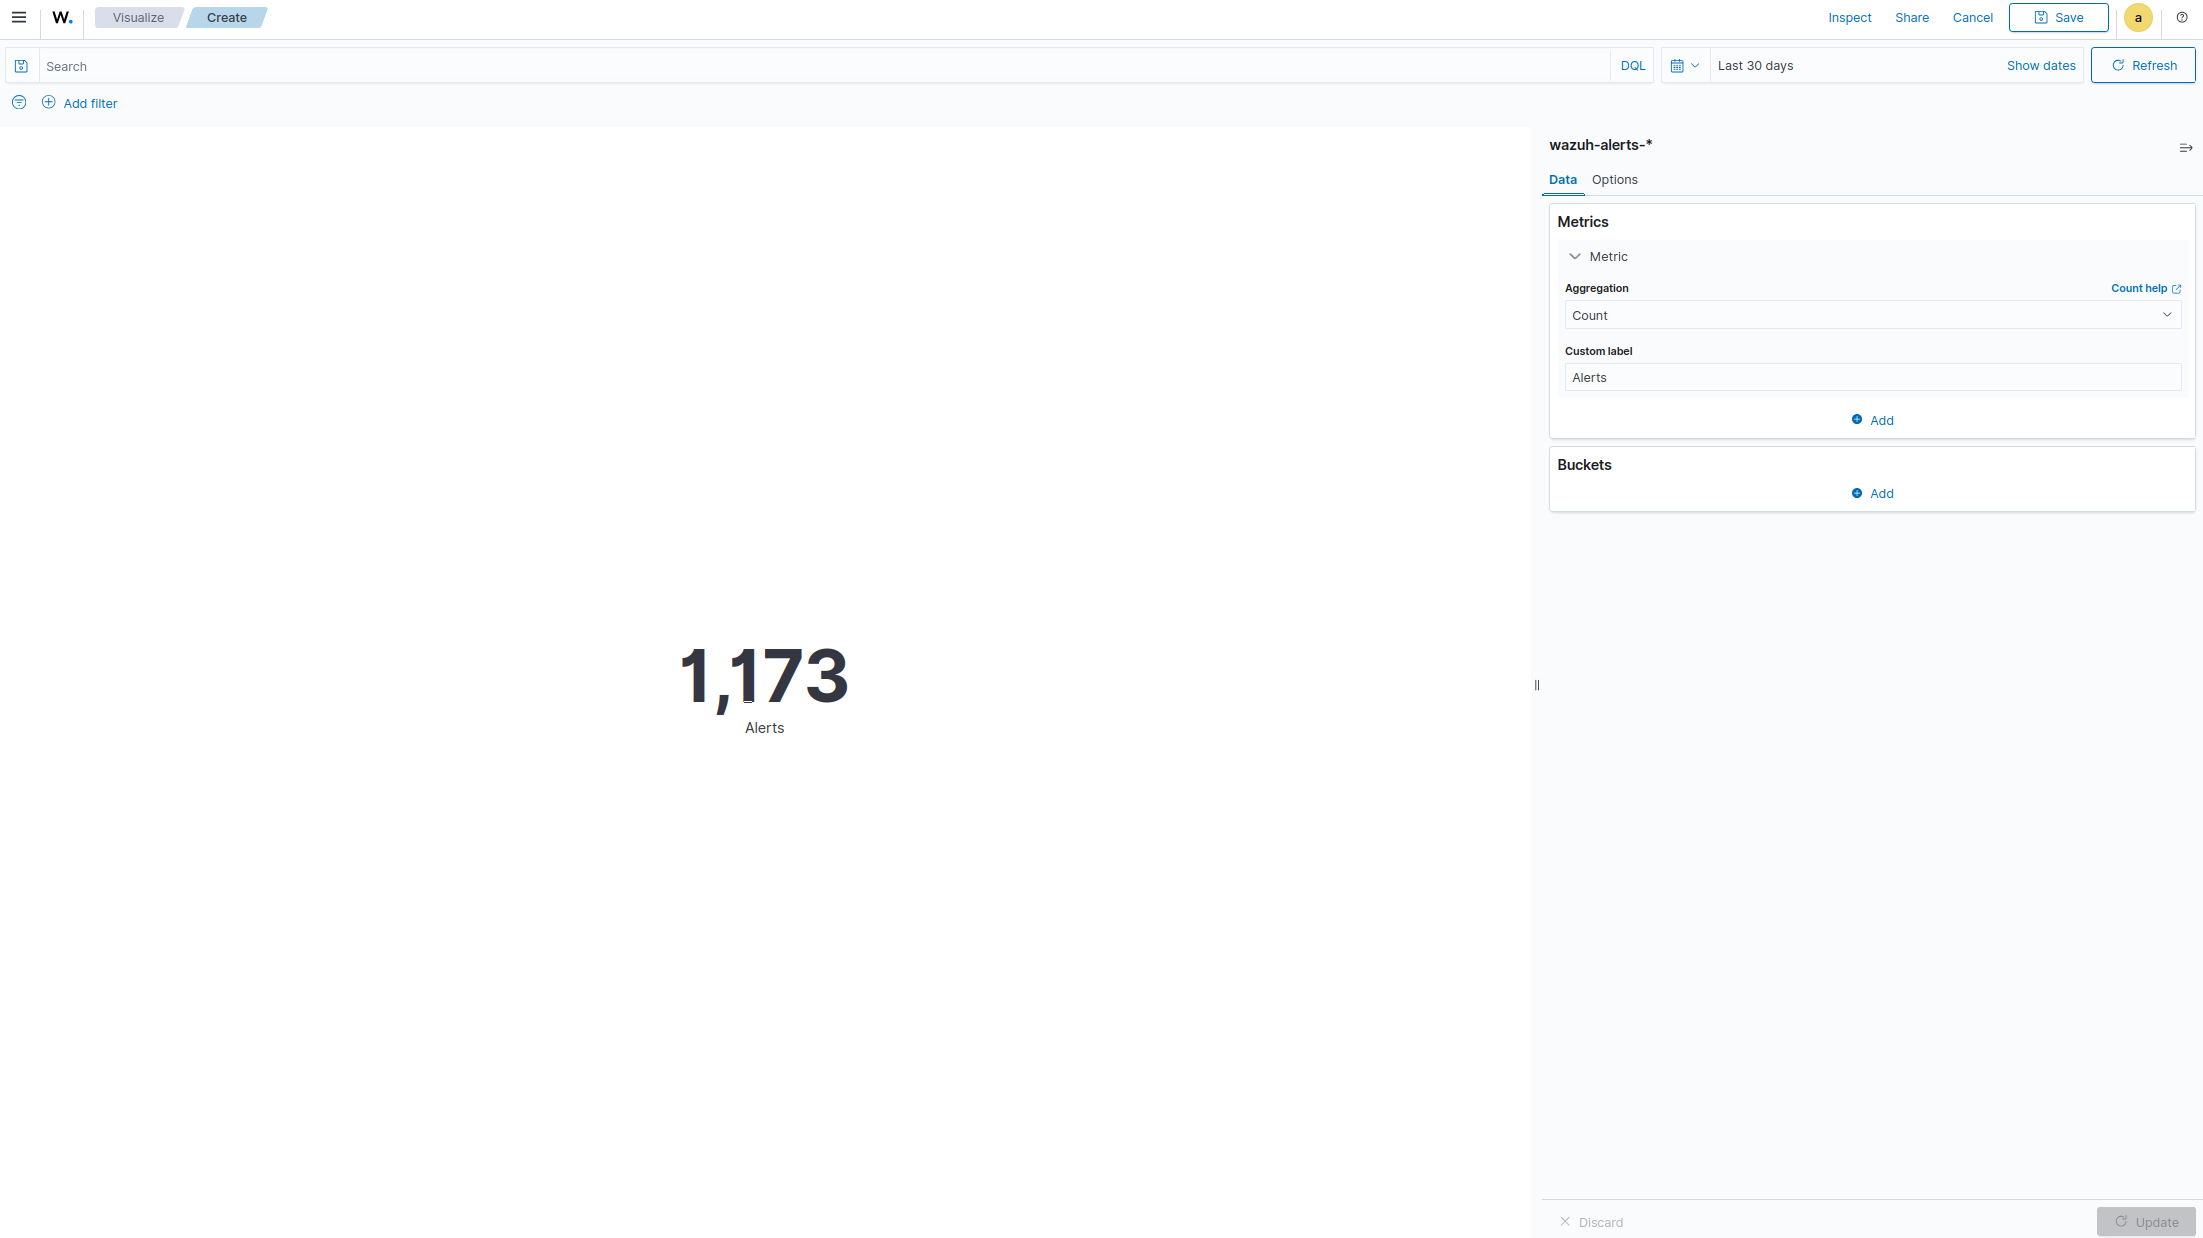 W. Visualize Create Inspect Share Cancel Save a
Search DQL Last 30 days Show dates Refresh
Add filter
wazuh-alerts-*
Data Options
Metrics
Metric
Aggregation Count help
Count
Custom label
Alerts
Add
Buckets
Add
1,173
Alerts
Discard Update